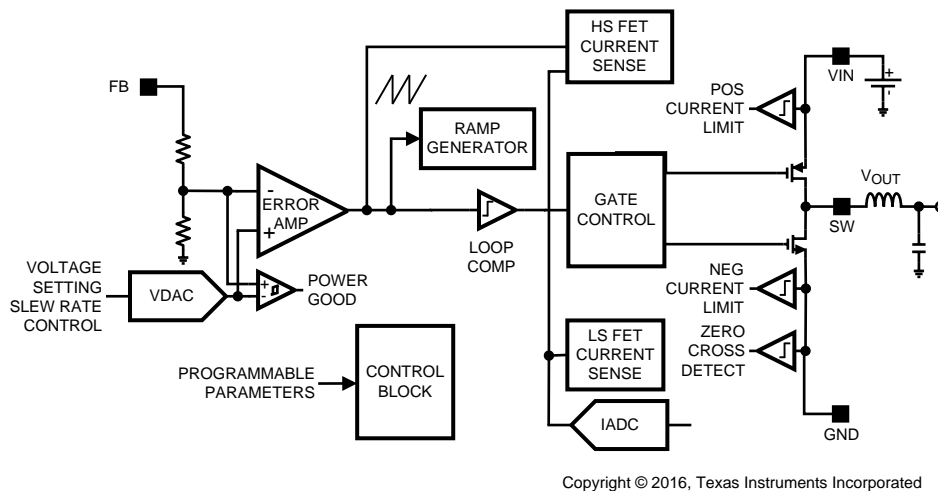 HS FET
CURRENT
SENSE
VIN
+
-
FB
POS
CURRENT
LIMIT
RAMP
GENERATOR
-
ERROR
AMP
+
GATE
CONTROL
VOUT
SW
LOOP
COMP
VOLTAGE
SETTING
SLEW RATE
CONTROL
VDAC
+
-
POWER
GOOD
NEG
CURRENT
LIMIT
ZERO
CROSS
DETECT
LS FET
CURRENT
SENSE
PROGRAMMABLE
PARAMETERS
CONTROL
BLOCK
IADC
GND
Copyright © 2016, Texas Instruments Incorporated